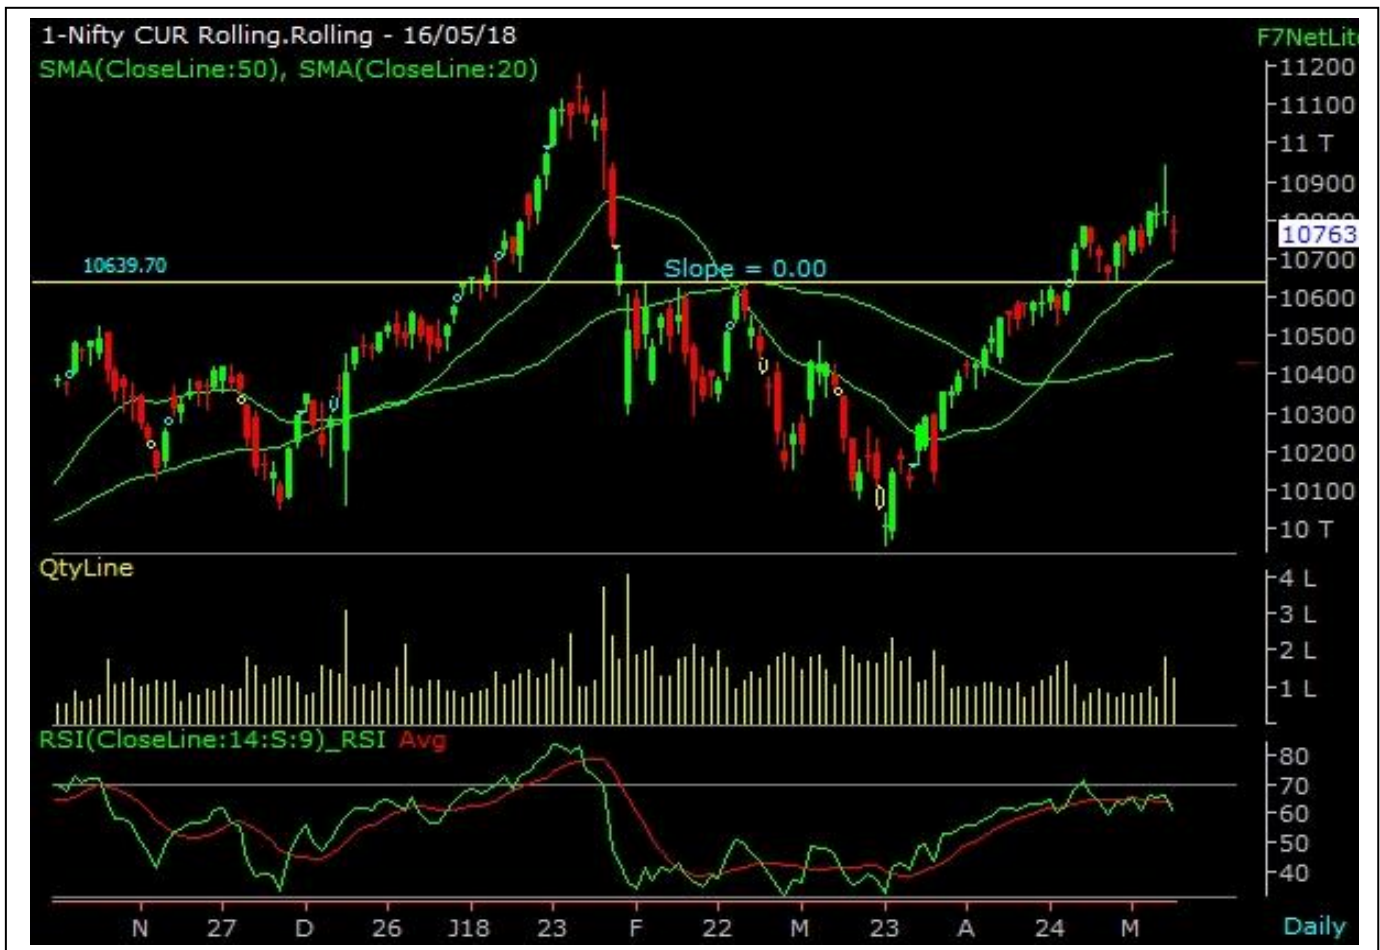 1-Nifty CUR Rolling.Rolling - 16/05/18
F7NetLite
SMA(CloseLine:50), SMA(CloseLine:20)
11200
11100
11 T
10900
10763
10700
10639.70
Slope = 0.00
10600
10500
10400
10300
10200
10100
10 T
QtyLine
4 L
3 L
2 L
1 L
RSI(CloseLine:14:S:9)_RSI Avg
80
70
60
50
40
N 27 D 26 J18 23 F 22 M 23 A 24 M Daily